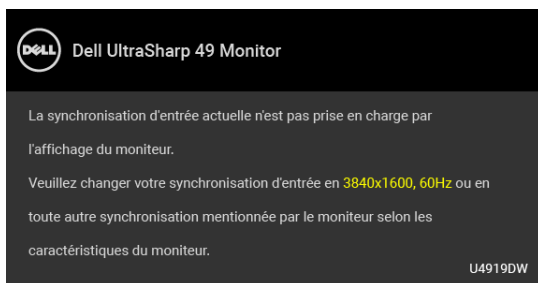 DELL
Dell UltraSharp 49 Monitor
La synchronisation d'entrée actuelle n'est pas prise en charge par
l'affichage du moniteur.
Veuillez changer votre synchronisation d'entrée en 3840x1600, 60Hz ou en
toute autre synchronisation mentionnée par le moniteur selon les
caractéristiques du moniteur.
U4919DW